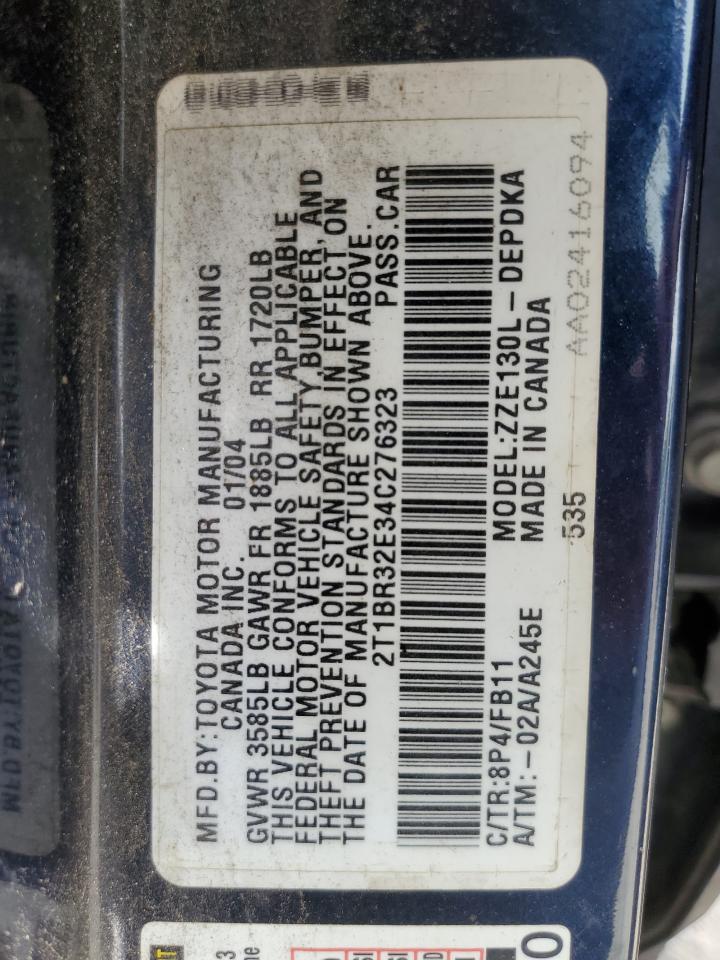 MFD.BY:TOYOTA MOTOR MANUFACTURING
CANADA INC. 01/04
GVWR 3585LB GAWR FR 1885LB RR 1720LB
THIS VEHICLE CONFORMS TO ALL APPLICABLE
FEDERAL MOTOR VEHICLE SAFETY, BUMPER, AND
THEFT PREVENTION STANDARDS IN EFFECT ON
THE DATE OF MANUFACTURE SHOWN ABOVE.
2T1BR32E34C276323 PASS.CAR
C/TR:8P4/FB11 MODEL:ZZE130L-DEPDKA
A/TM:-02A/A245E MADE IN CANADA
535 AA02416094